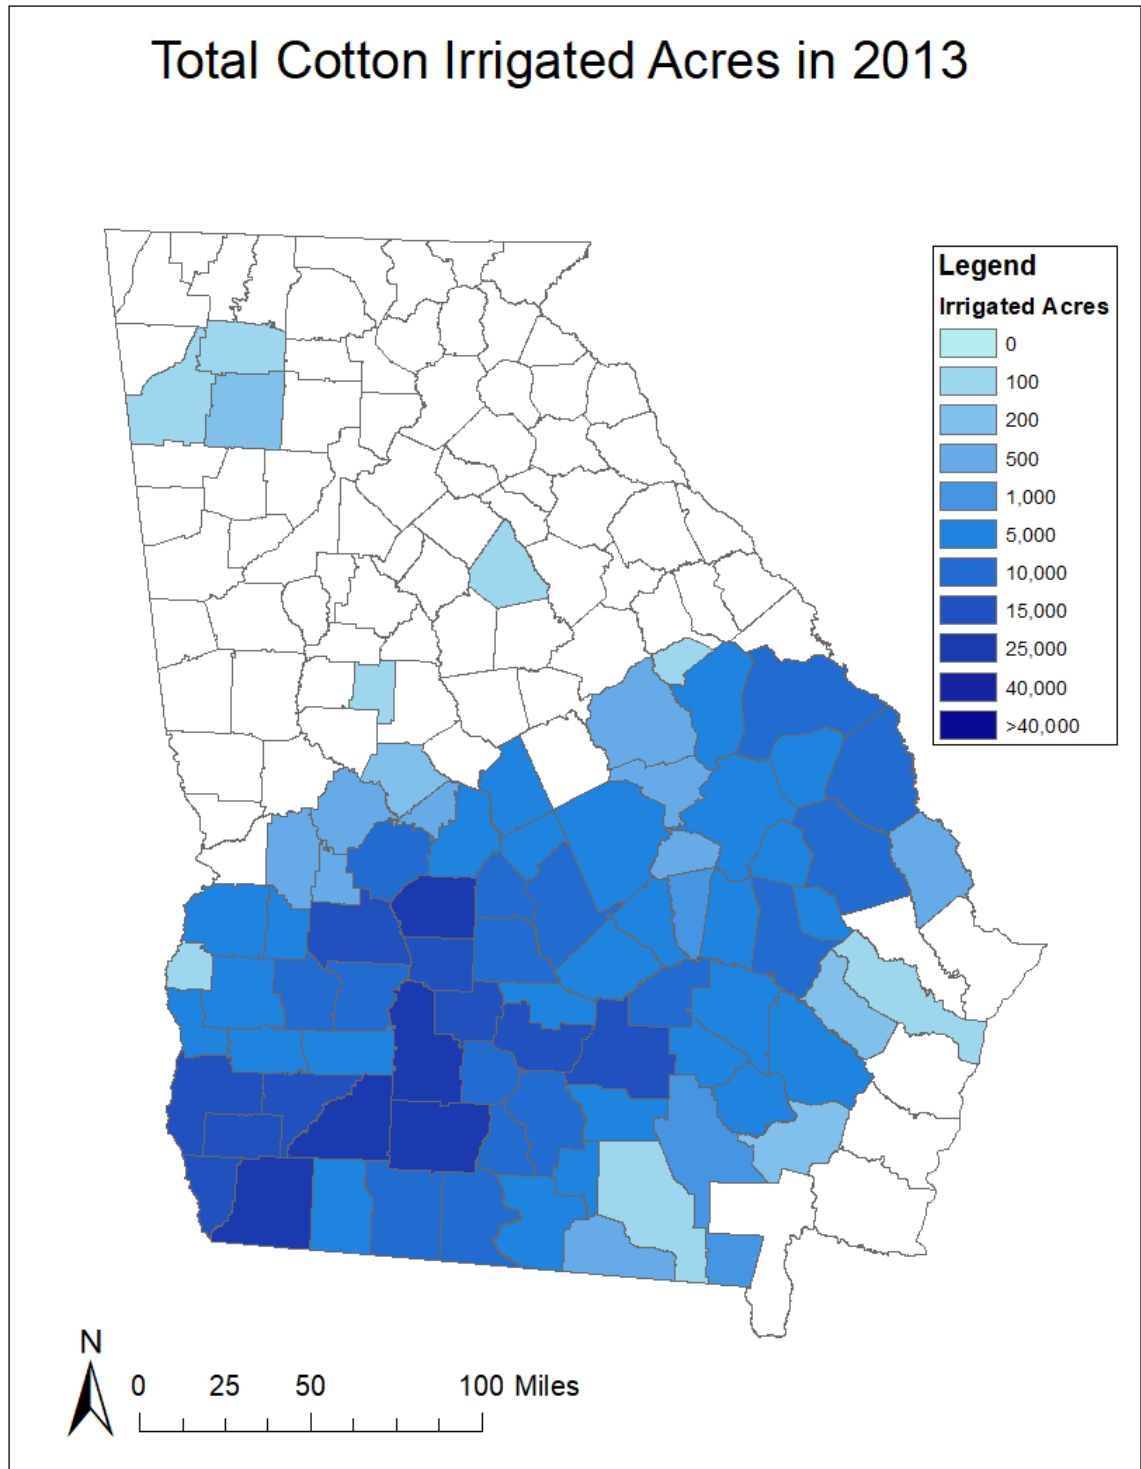 Total Cotton Irrigated Acres in 2013
Legend
Irrigated Acres
0
100
200
500
1,000
5,000
10,000
15,000
25,000
40,000
>40,000
N
0 25 50 100 Miles